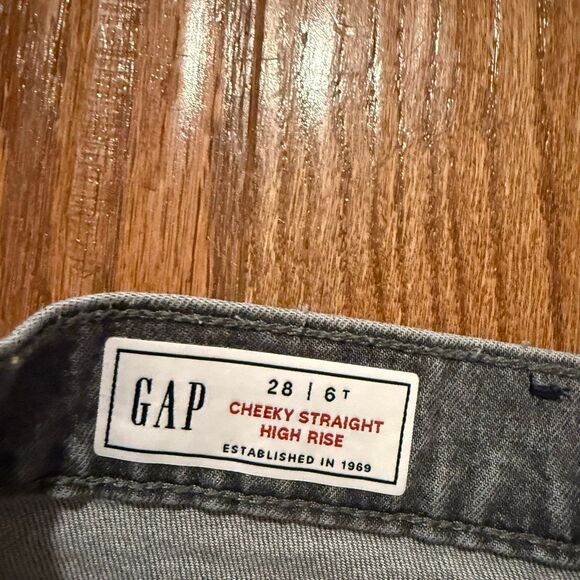 GAP
28 | 6T
CHEEKY STRAIGHT
HIGH RISE
ESTABLISHED IN 1969